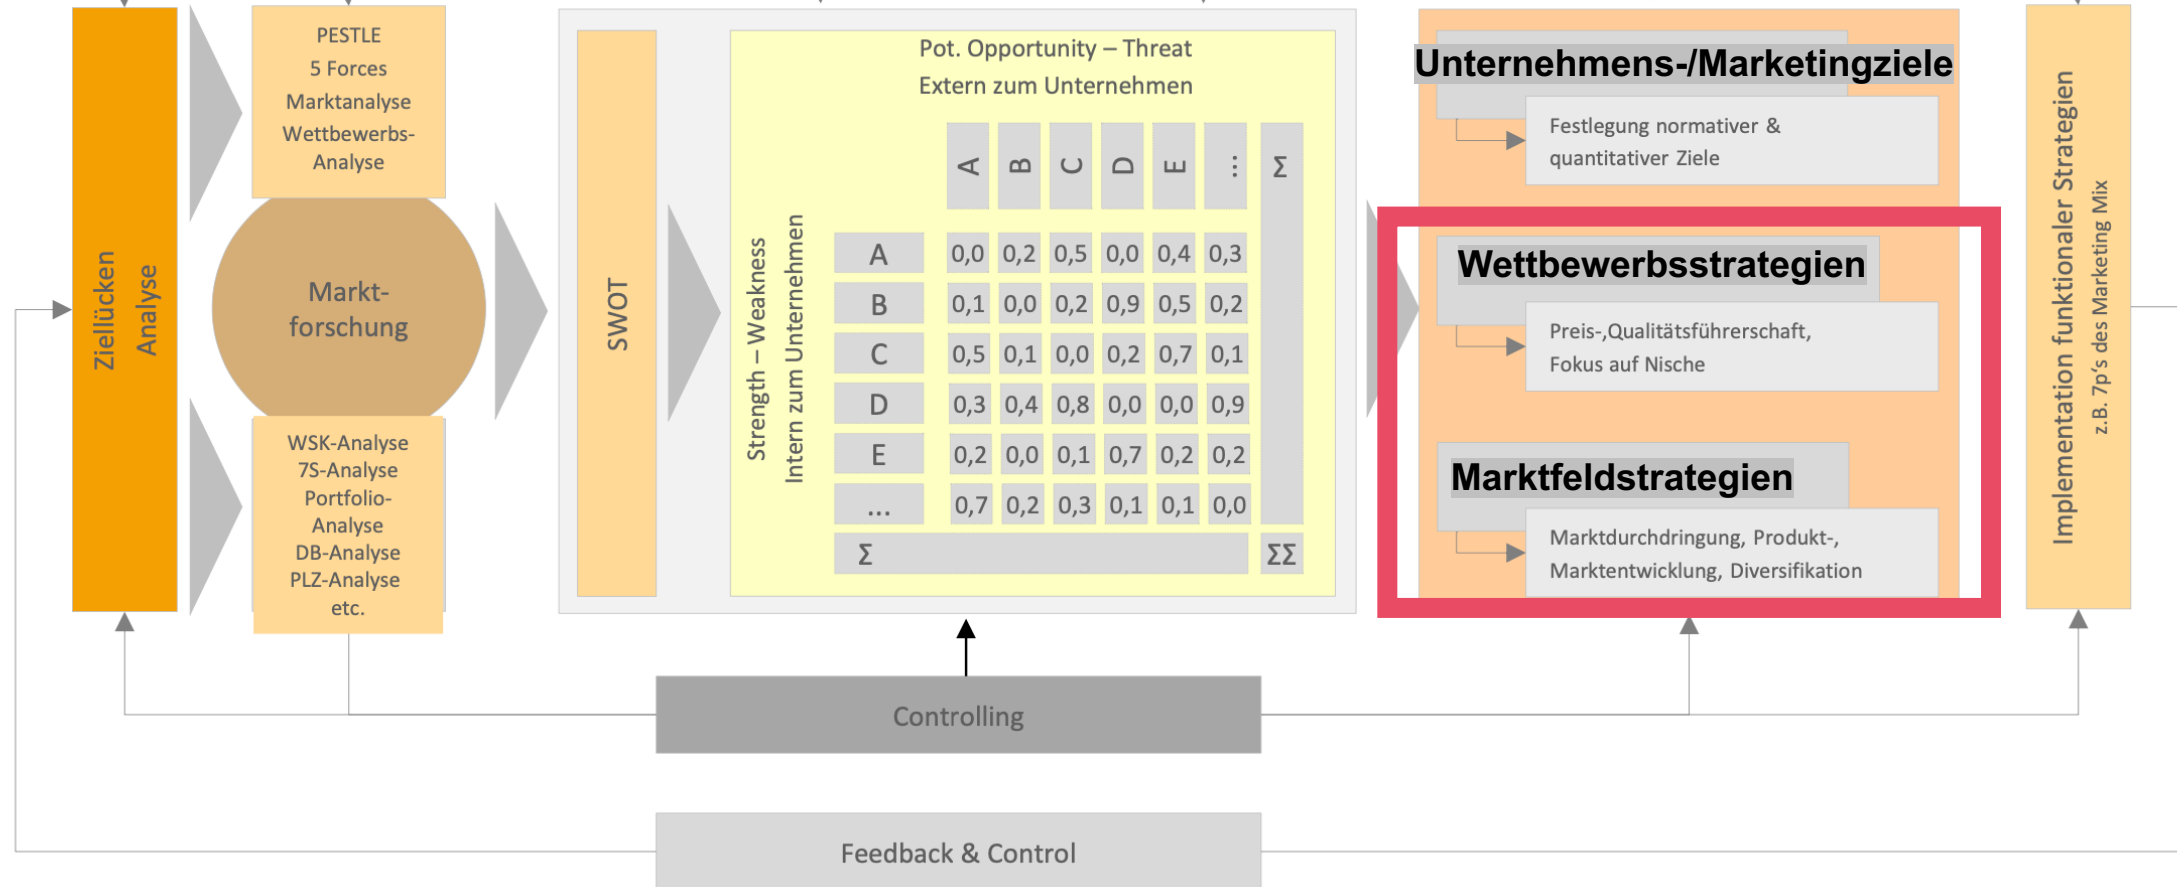 Ziellücken
Analyse
PESTLE
5 Forces
Marktanalyse
Wettbewerbs-
Analyse
Markt-
forschung
WSK-Analyse
7S-Analyse
Portfolio-
Analyse
DB-Analyse
PLZ-Analyse
etc.
SWOT
Pot. Opportunity – Threat
Extern zum Unternehmen
Strength – Weakness
Intern zum Unternehmen
A B C D E ... Σ
A 0,0 0,2 0,5 0,0 0,4 0,3
B 0,1 0,0 0,2 0,9 0,5 0,2
C 0,5 0,1 0,0 0,2 0,7 0,1
D 0,3 0,4 0,8 0,0 0,0 0,9
E 0,2 0,0 0,1 0,7 0,2 0,2
... 0,7 0,2 0,3 0,1 0,1 0,0
Σ ΣΣ
Unternehmens-/Marketingziele
Festlegung normativer &
quantitativer Ziele
Wettbewerbsstrategien
Preis-,Qualitätsführerschaft,
Fokus auf Nische
Marktfeldstrategien
Marktdurchdringung, Produkt-,
Marktentwicklung, Diversifikation
Implementation funktionaler Strategien
z.B. 7p's des Marketing Mix
Controlling
Feedback & Control